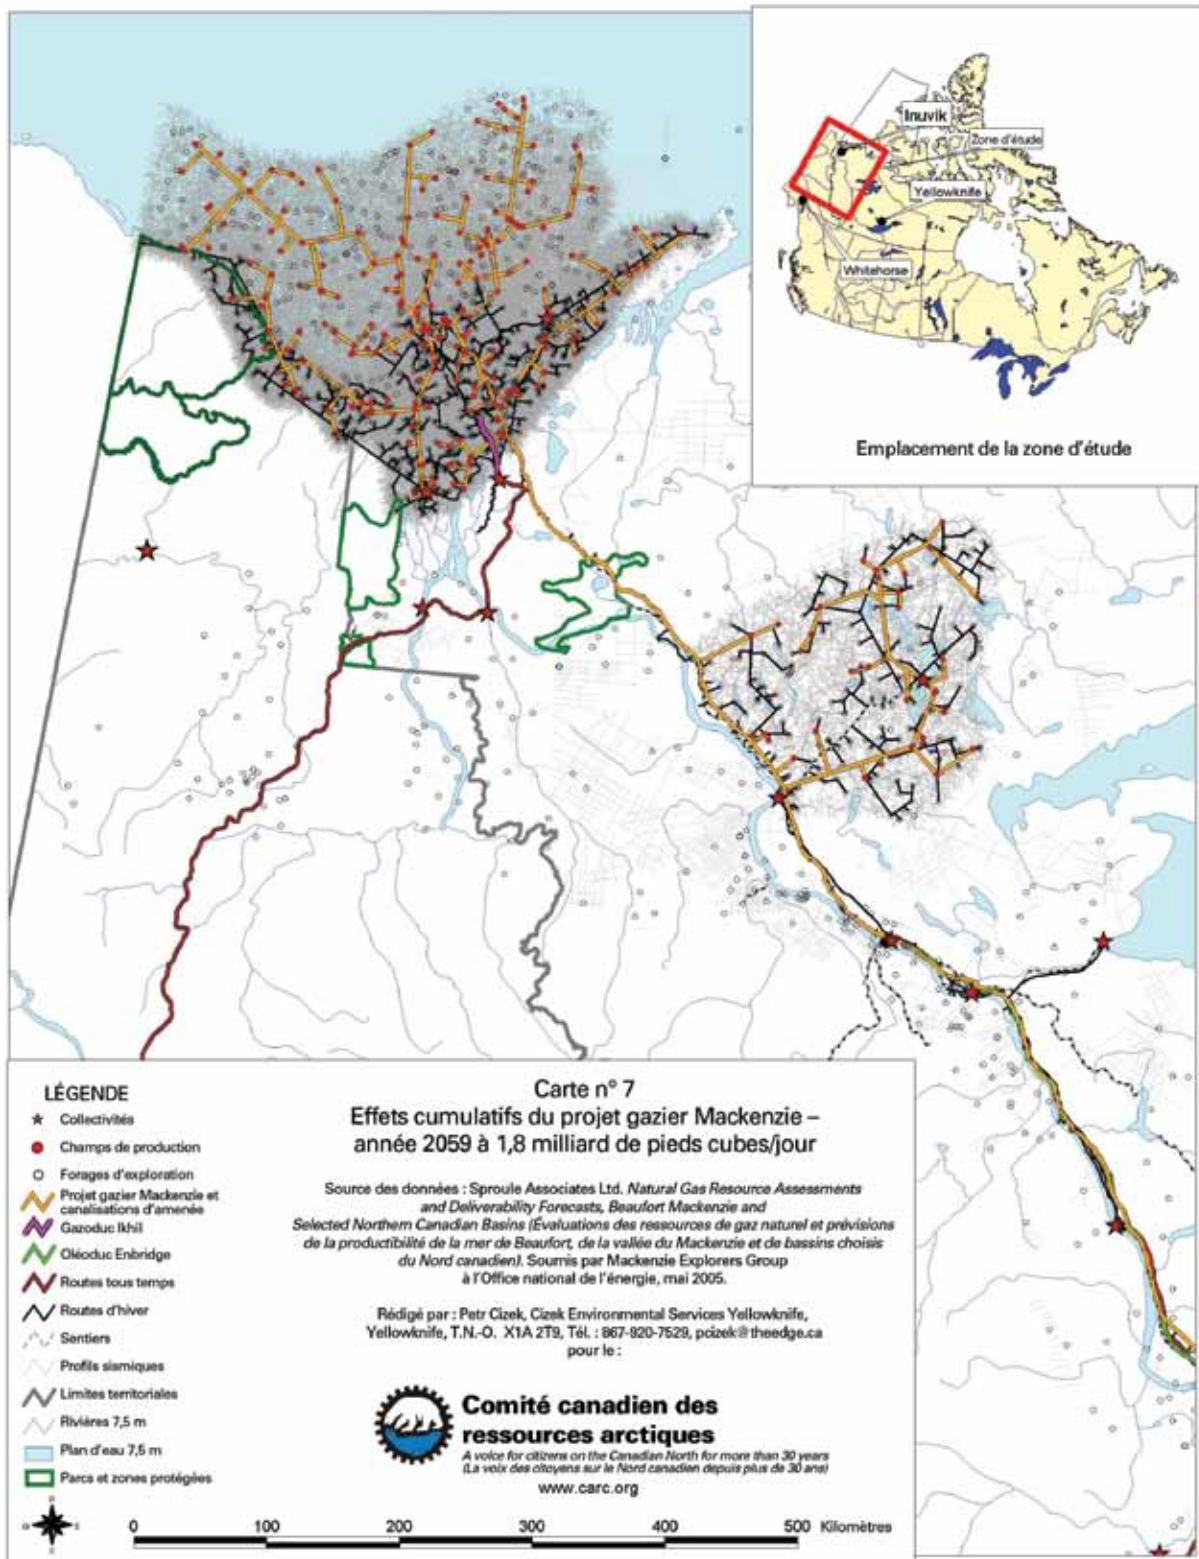 Inuvik
Zone d'étude
Yellowknife
Whitehorse
Emplacement de la zone d'étude
LÉGENDE
Collectivités
Champs de production
Forages d'exploration
Projet gazier Mackenzie et
canalisations d'amenée
Gazoduc Ikhil
Oléoduc Enbridge
Routes tous temps
Routes d'hiver
Sentiers
Profils sismiques
Limites territoriales
Rivières 7,5 m
Plan d'eau 7,5 m
Parcs et zones protégées
Carte n° 7
Effets cumulatifs du projet gazier Mackenzie –
année 2059 à 1,8 milliard de pieds cubes/jour
Source des données : Sproule Associates Ltd. Natural Gas Resource Assessments
and Deliverability Forecasts, Beaufort Mackenzie and
Selected Northern Canadian Basins (Évaluations des ressources de gaz naturel et prévisions
de la productibilité de la mer de Beaufort, de la vallée du Mackenzie et de bassins choisis
du Nord canadien). Soumis par Mackenzie Explorers Group
à l'Office national de l'énergie, mai 2005.
Rédigé par : Petr Cizek, Cizek Environmental Services Yellowknife,
Yellowknife, T.N.-O. X1A 2T9, Tél. : 867-920-7529, pcizek@theedge.ca
pour le :
Comité canadien des
ressources arctiques
A voice for citizens on the Canadian North for more than 30 years
(La voix des citoyens sur le Nord canadien depuis plus de 30 ans)
www.carc.org
0 100 200 300 400 500 Kilomètres